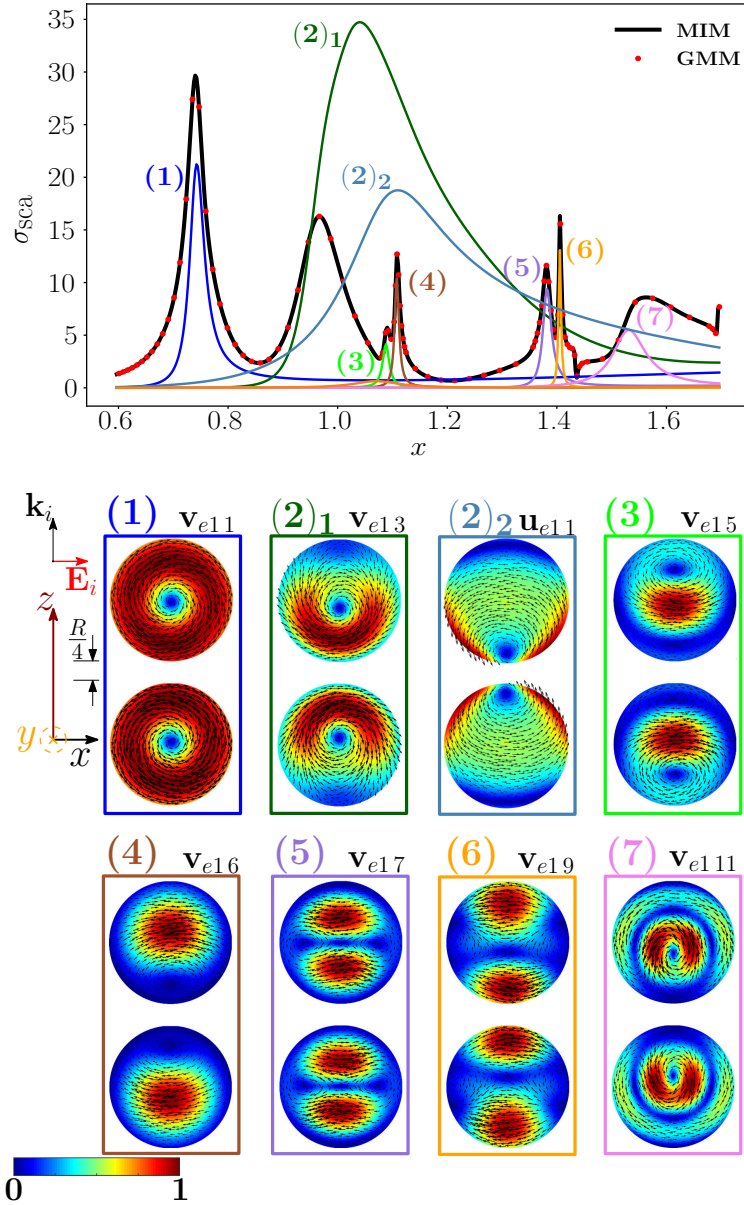 35
30
25
20
15
10
5
0
σsca
MIM
GMM
(1)
(2)1
(2)2
(3)
(4)
(5)
(6)
(7)
0.6 0.8 1.0 1.2 1.4 1.6
x
ki
Ei
z
R/4
y
x
(1) ve11
(2)1 ve13
(2)2 ue11
(3) ve15
(4) ve16
(5) ve17
(6) ve19
(7) ve111
0 1